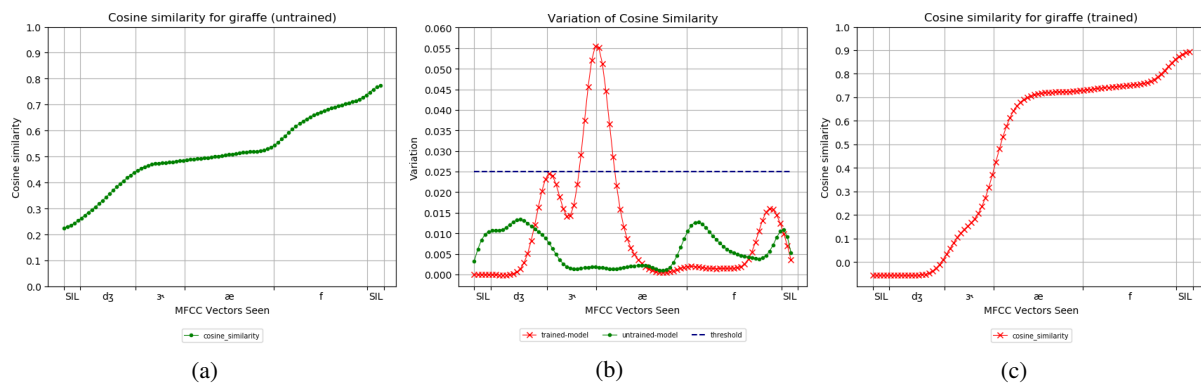 Cosine similarity for giraffe (untrained)
1.0
0.9
0.8
0.7
0.6
0.5
0.4
0.3
0.2
0.1
0.0
Cosine similarity
SIL dʒ ɝ æ f SIL
MFCC Vectors Seen
cosine_similarity
(a)
Variation of Cosine Similarity
0.060
0.055
0.050
0.045
0.040
0.035
0.030
0.025
0.020
0.015
0.010
0.005
0.000
Variation
SIL dʒ ɝ æ f SIL
MFCC Vectors Seen
trained-model untrained-model threshold
(b)
Cosine similarity for giraffe (trained)
1.0
0.9
0.8
0.7
0.6
0.5
0.4
0.3
0.2
0.1
0.0
Cosine similarity
SIL dʒ ɝ æ f SIL
MFCC Vectors Seen
cosine_similarity
(c)